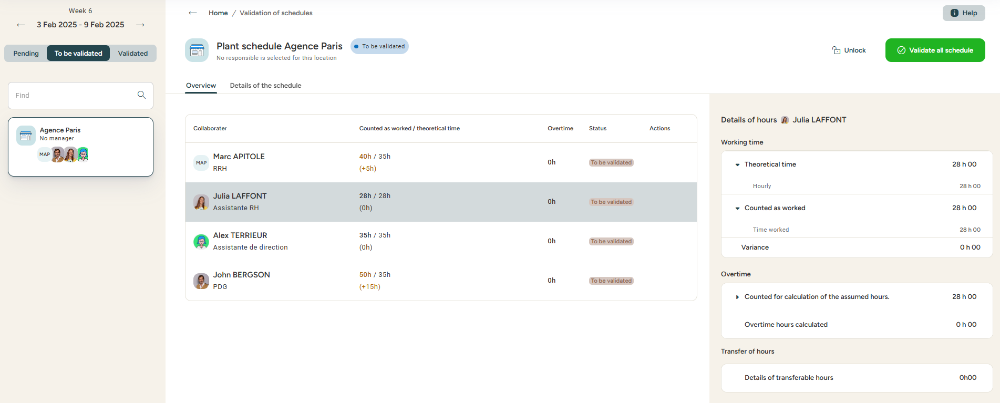 Week 6
3 Feb 2025 - 9 Feb 2025
Pending
To be validated
Validated
Find
Agence Paris
No manager
MAP
Home / Validation of schedules
Help
Plant schedule Agence Paris
To be validated
No responsible is selected for this location
Unlock
Validate all schedule
Overview
Details of the schedule
Collaborater
Counted as worked / theoretical time
Overtime
Status
Actions
MAP
Marc APITOLE
RRH
40h / 35h
(+5h)
0h
To be validated
Julia LAFFONT
Assistante RH
28h / 28h
(0h)
0h
To be validated
Alex TERRIEUR
Assistante de direction
35h / 35h
(0h)
0h
To be validated
John BERGSON
PDG
50h / 35h
(+15h)
0h
To be validated
Details of hours Julia LAFFONT
Working time
Theoretical time 28 h 00
Hourly 28 h 00
Counted as worked 28 h 00
Time worked 28 h 00
Variance 0 h 00
Overtime
Counted for calculation of the assumed hours. 28 h 00
Overtime hours calculated 0 h 00
Transfer of hours
Details of transferable hours 0h00